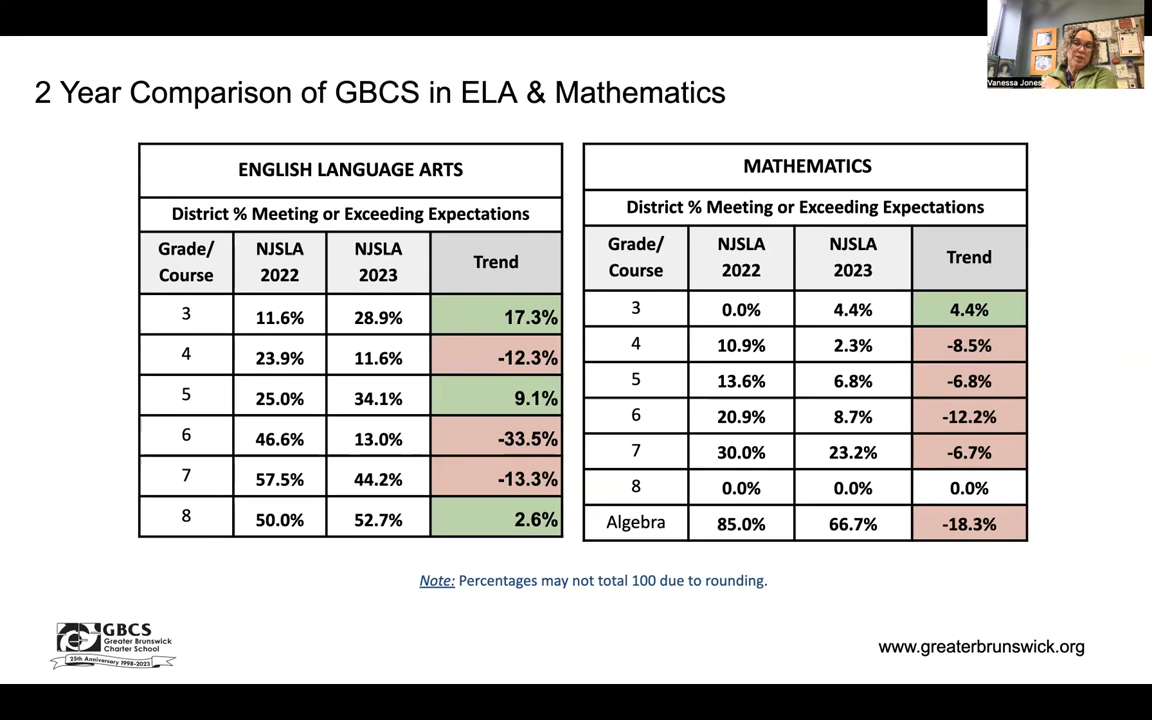 Vanessa Jones
2 Year Comparison of GBCS in ELA & Mathematics
ENGLISH LANGUAGE ARTS
District % Meeting or Exceeding Expectations
Grade/ Course NJSLA 2022 NJSLA 2023 Trend
3 11.6% 28.9% 17.3%
4 23.9% 11.6% -12.3%
5 25.0% 34.1% 9.1%
6 46.6% 13.0% -33.5%
7 57.5% 44.2% -13.3%
8 50.0% 52.7% 2.6%
MATHEMATICS
District % Meeting or Exceeding Expectations
Grade/ Course NJSLA 2022 NJSLA 2023 Trend
3 0.0% 4.4% 4.4%
4 10.9% 2.3% -8.5%
5 13.6% 6.8% -6.8%
6 20.9% 8.7% -12.2%
7 30.0% 23.2% -6.7%
8 0.0% 0.0% 0.0%
Algebra 85.0% 66.7% -18.3%
Note: Percentages may not total 100 due to rounding.
GBCS
Greater Brunswick
Charter School
25th Anniversary 1998-2023
www.greaterbrunswick.org